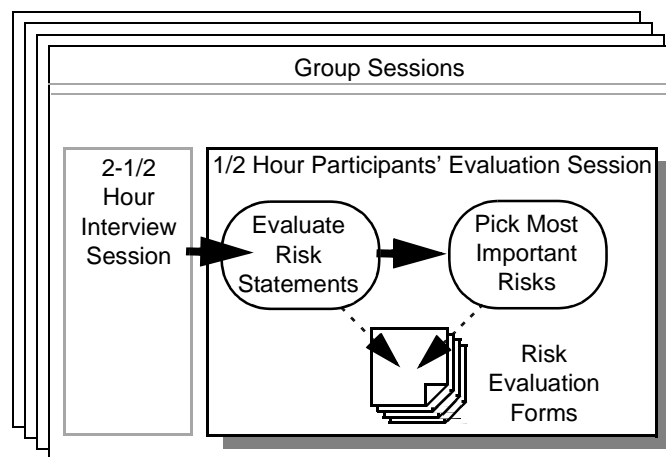 Group Sessions
2-1/2
Hour
Interview
Session
1/2 Hour Participants’ Evaluation Session
Evaluate
Risk
Statements
Pick Most
Important
Risks
Risk
Evaluation
Forms